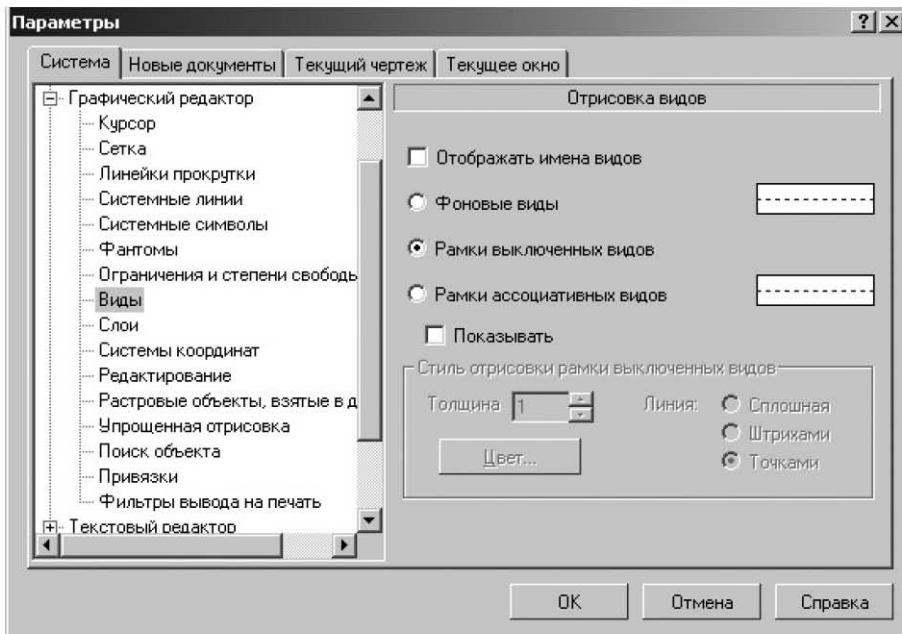 Параметры
Система
Новые документы
Текущий чертеж
Текущее окно
Графический редактор
Курсор
Сетка
Линейки прокрутки
Системные линии
Системные символы
Фантомы
Ограничения и степени свободы
Виды
Слои
Системы координат
Редактирование
Растровые объекты, взятые в д
Упрощенная отрисовка
Поиск объекта
Привязки
Фильтры вывода на печать
Текстовый редактор
Отрисовка видов
Отображать имена видов
Фоновые виды
Рамки выключенных видов
Рамки ассоциативных видов
Показывать
Стиль отрисовки рамки выключенных видов
Толщина 1 Линия: Сплошная
Штрихами
Цвет... Точками
OK Отмена Справка